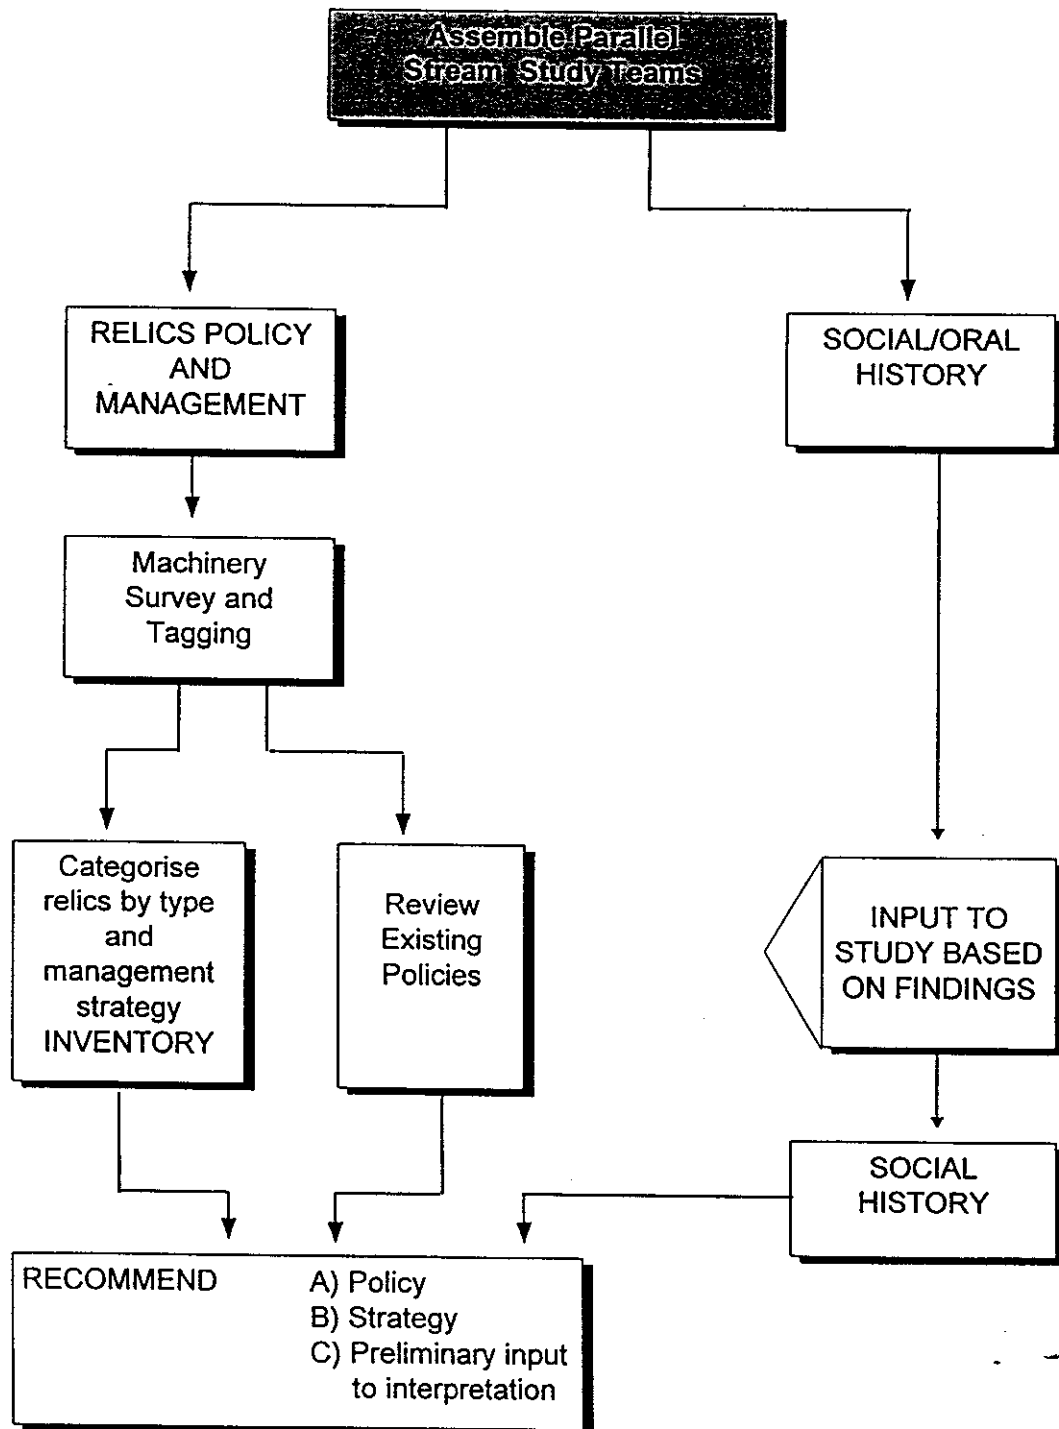 Assemble Parallel
Stream Study Teams
RELICS POLICY
AND
MANAGEMENT
SOCIAL/ORAL
HISTORY
Machinery
Survey and
Tagging
Categorise
relics by type
and
management
strategy
INVENTORY
Review
Existing
Policies
INPUT TO
STUDY BASED
ON FINDINGS
SOCIAL
HISTORY
RECOMMEND A) Policy
B) Strategy
C) Preliminary input
to interpretation